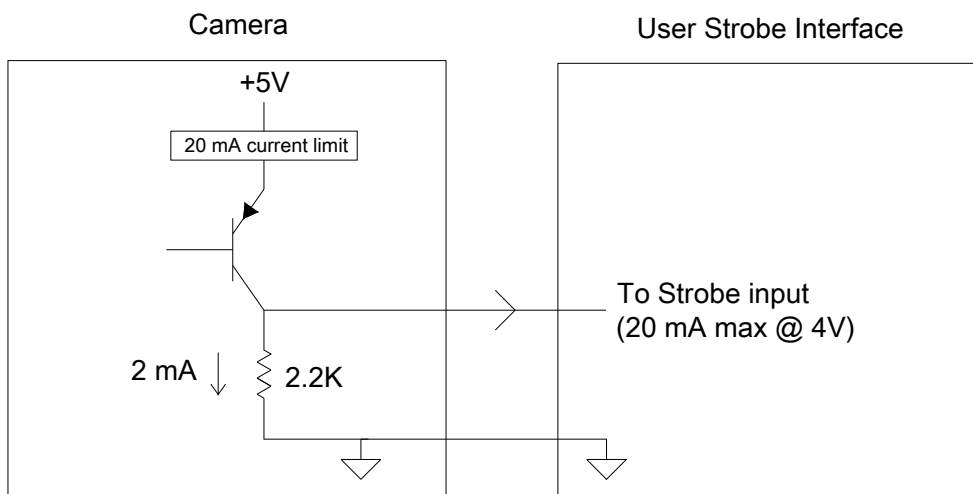 Camera
User Strobe Interface
+5V
20 mA current limit
To Strobe input
(20 mA max @ 4V)
2 mA
2.2K